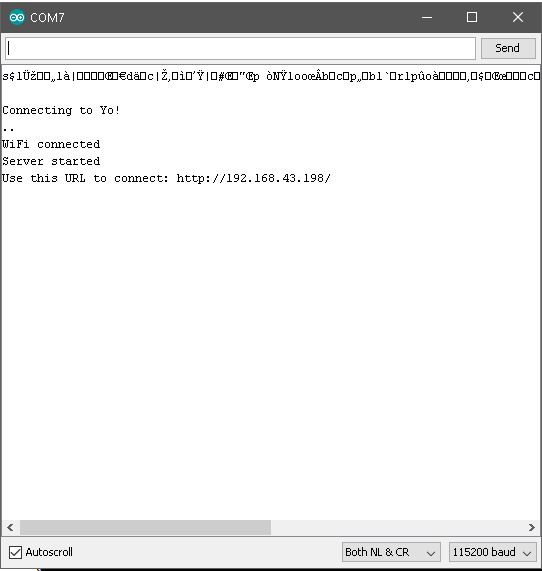 COM7
Send
Connecting to Yo!
..
WiFi connected
Server started
Use this URL to connect: http://192.168.43.198/
Autoscroll
Both NL & CR
115200 baud